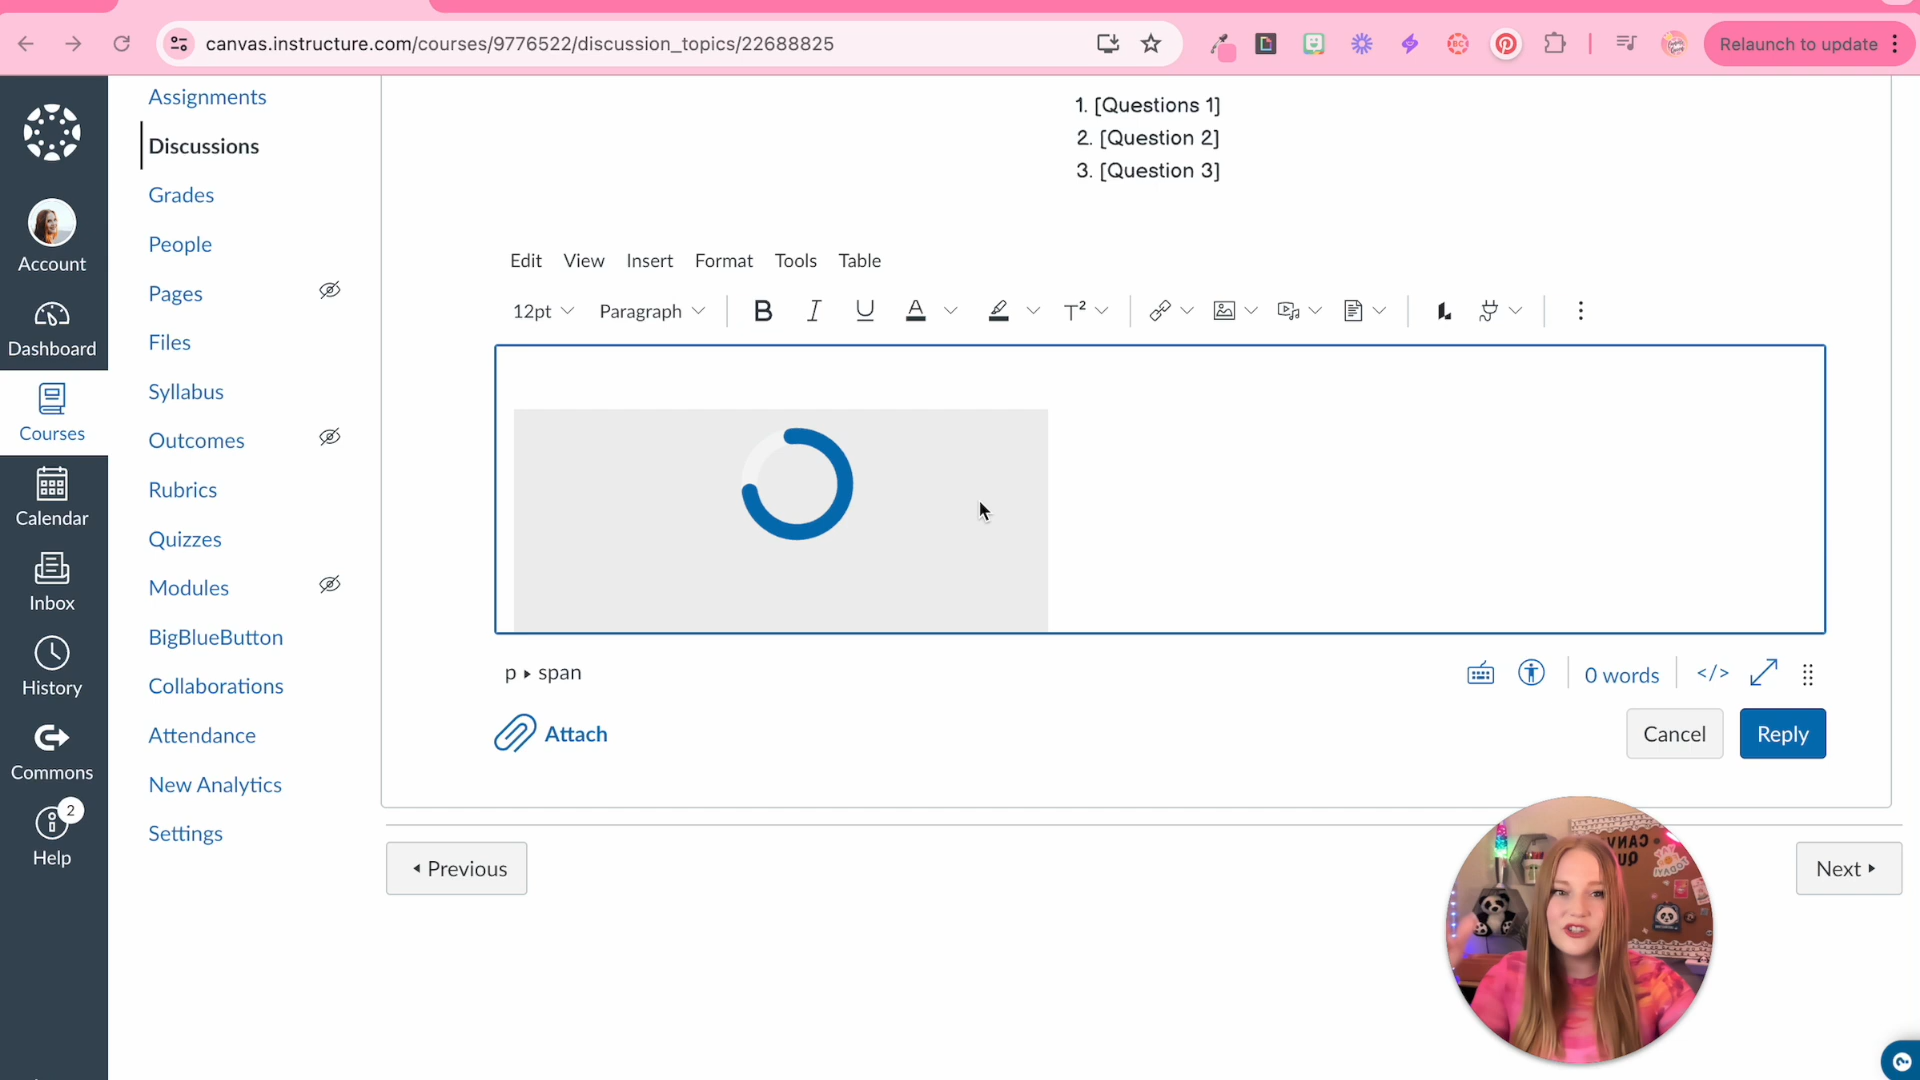 canvas.instructure.com/courses/9776522/discussion_topics/22688825
Relaunch to update
Account
Dashboard
Courses
Calendar
Inbox
History
Commons
2
Help
Assignments
Discussions
Grades
People
Pages
Files
Syllabus
Outcomes
Rubrics
Quizzes
Modules
BigBlueButton
Collaborations
Attendance
New Analytics
Settings
1. [Questions 1]
2. [Question 2]
3. [Question 3]
Edit View Insert Format Tools Table
12pt Paragraph B I U A T²
p ▸ span
0 words </>
Attach
Cancel Reply
Previous
Next